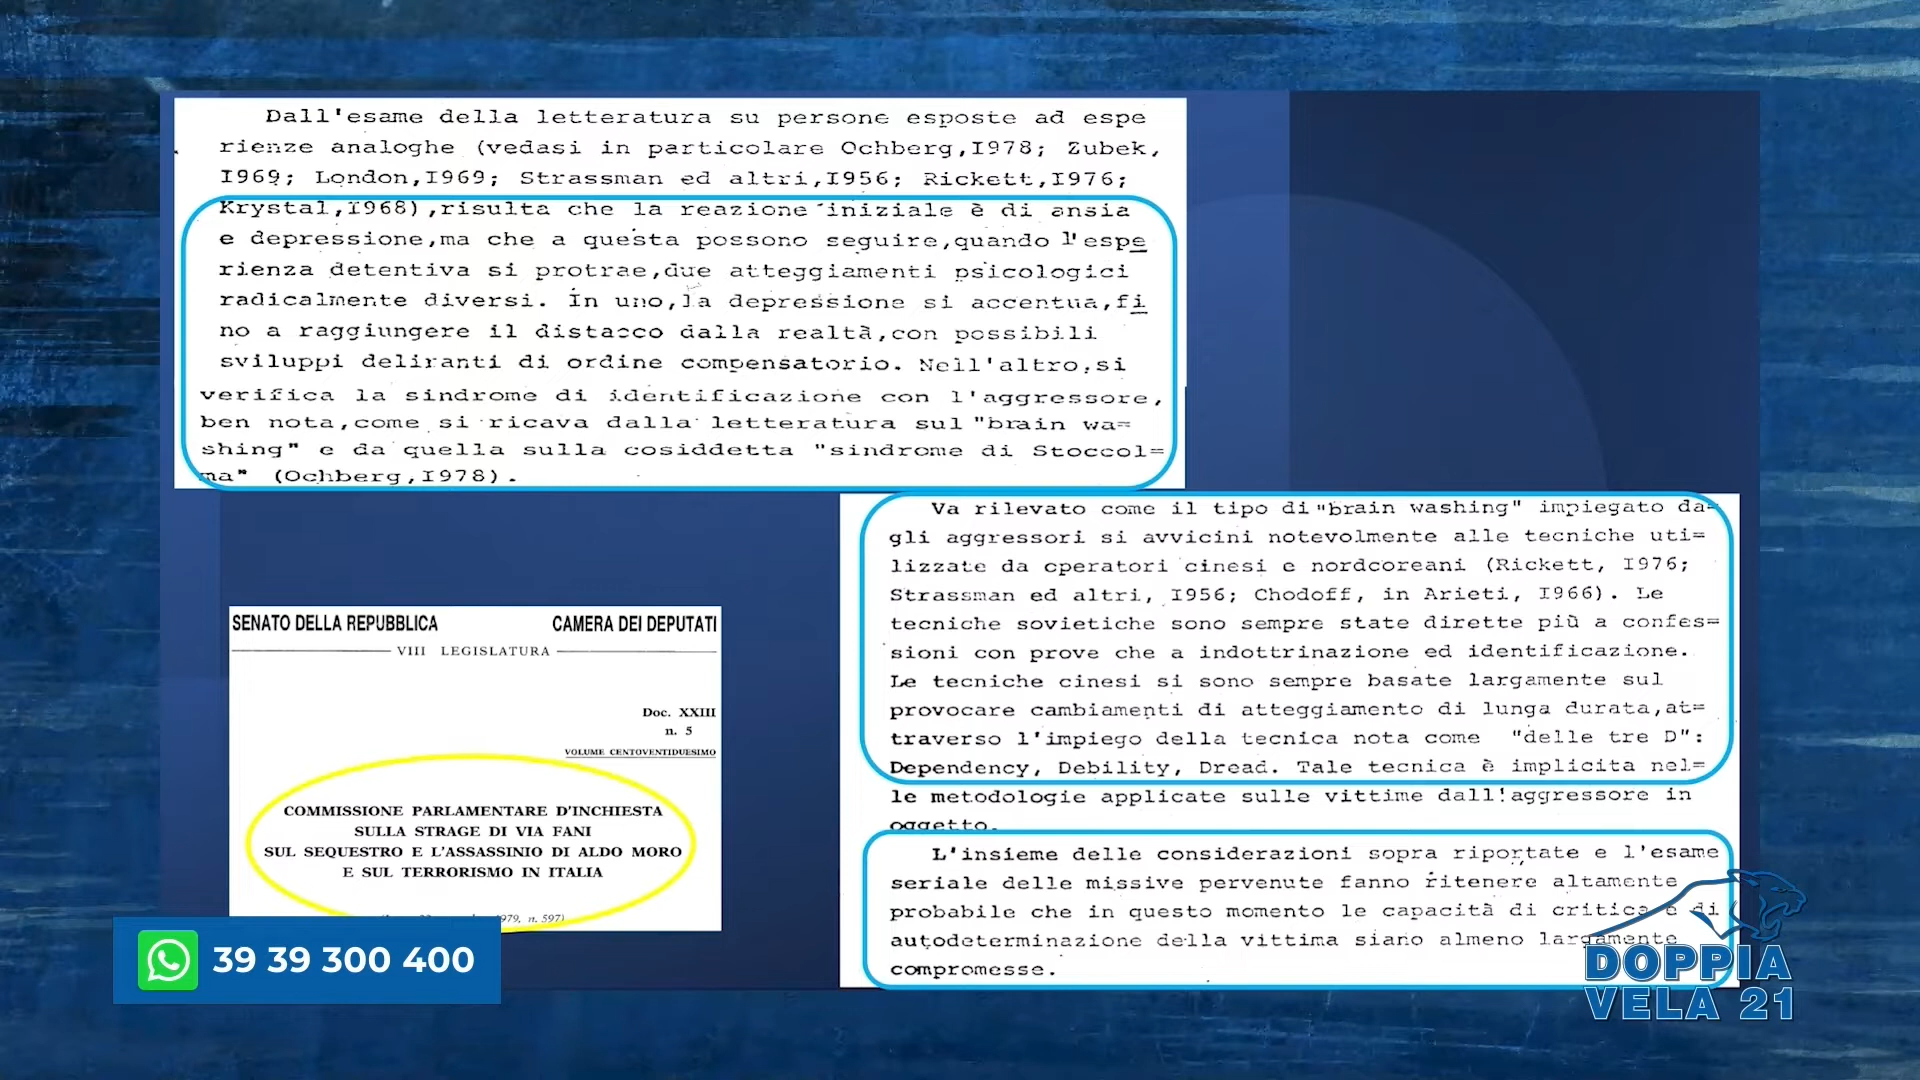 Dall'esame della letteratura su persone esposte ad espe
rienze analoghe (vedasi in particolare Ochberg,I978; Zubek,
I969; London,I969; Strassman ed altri,I956; Rickett,I976;
Krystal,I968),risulta che la reazione iniziale è di ansia
e depressione,ma che a questa possono seguire,quando l'espe
rienza detentiva si protrae,due atteggiamenti psicologici
radicalmente diversi. In uno,la depressione si accentua,fi
no a raggiungere il distacco dalla realtà,con possibili
sviluppi deliranti di ordine compensatorio. Nell'altro,si
verifica la sindrome di identificazione con l'aggressore,
ben nota,come si ricava dalla letteratura sul "brain wa=
shing" e da quella sulla cosiddetta "sindrome di Stoccol=
ma" (Ochberg,I978).
Va rilevato come il tipo di "brain washing" impiegato da=
gli aggressori si avvicini notevolmente alle tecniche uti=
lizzate da operatori cinesi e nordcoreani (Rickett, I976;
Strassman ed altri, I956; Chodoff, in Arieti, I966). Le
tecniche sovietiche sono sempre state dirette più a confes=
sioni con prove che a indottrinazione ed identificazione.
Le tecniche cinesi si sono sempre basate largamente sul
provocare cambiamenti di atteggiamento di lunga durata,at=
traverso l'impiego della tecnica nota come "delle tre D":
Dependency, Debility, Dread. Tale tecnica è implicita nel=
le metodologie applicate sulle vittime dall'aggressore in
oggetto.
L'insieme delle considerazioni sopra riportate e l'esame
seriale delle missive pervenute fanno ritenere altamente
probabile che in questo momento le capacità di critica e di
autodeterminazione della vittima siano almeno largamente
compromesse.
SENATO DELLA REPUBBLICA CAMERA DEI DEPUTATI
VIII LEGISLATURA
Doc. XXIII
n. 5
VOLUME CENTOVENTIDUESIMO
COMMISSIONE PARLAMENTARE D'INCHIESTA
SULLA STRAGE DI VIA FANI
SUL SEQUESTRO E L'ASSASSINIO DI ALDO MORO
E SUL TERRORISMO IN ITALIA
979, n. 597)
39 39 300 400
DOPPIA
VELA 21